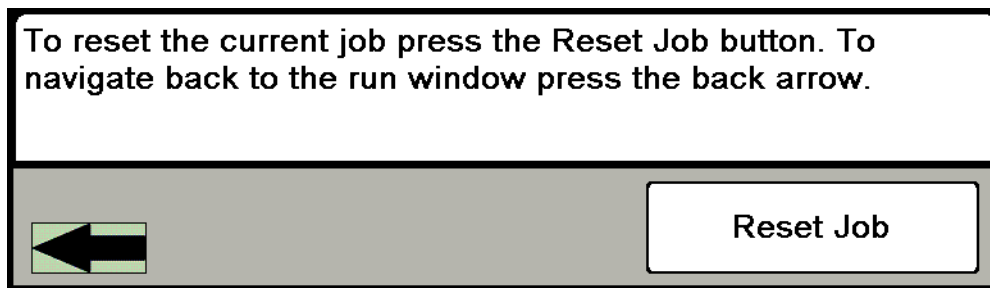 To reset the current job press the Reset Job button. To
navigate back to the run window press the back arrow.
Reset Job